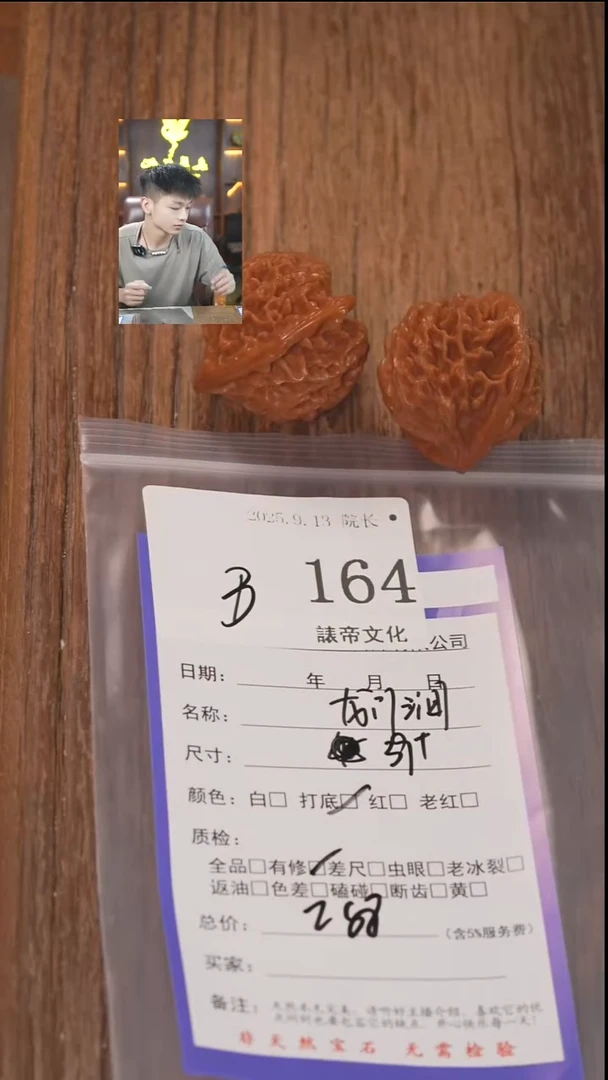 2025.9.13 院长
B 164
諘帝文化
公司
日期： 年 月 日
名称：
尺寸：
颜色：白□ 打底□ 红□ 老红□
质检：
全品□有修□差尺□虫眼□老冰裂□
返油□色差□磕碰□断齿□黄□
总价： （含5%服务费）
买家：
备注：
非天然宝石 无需检验